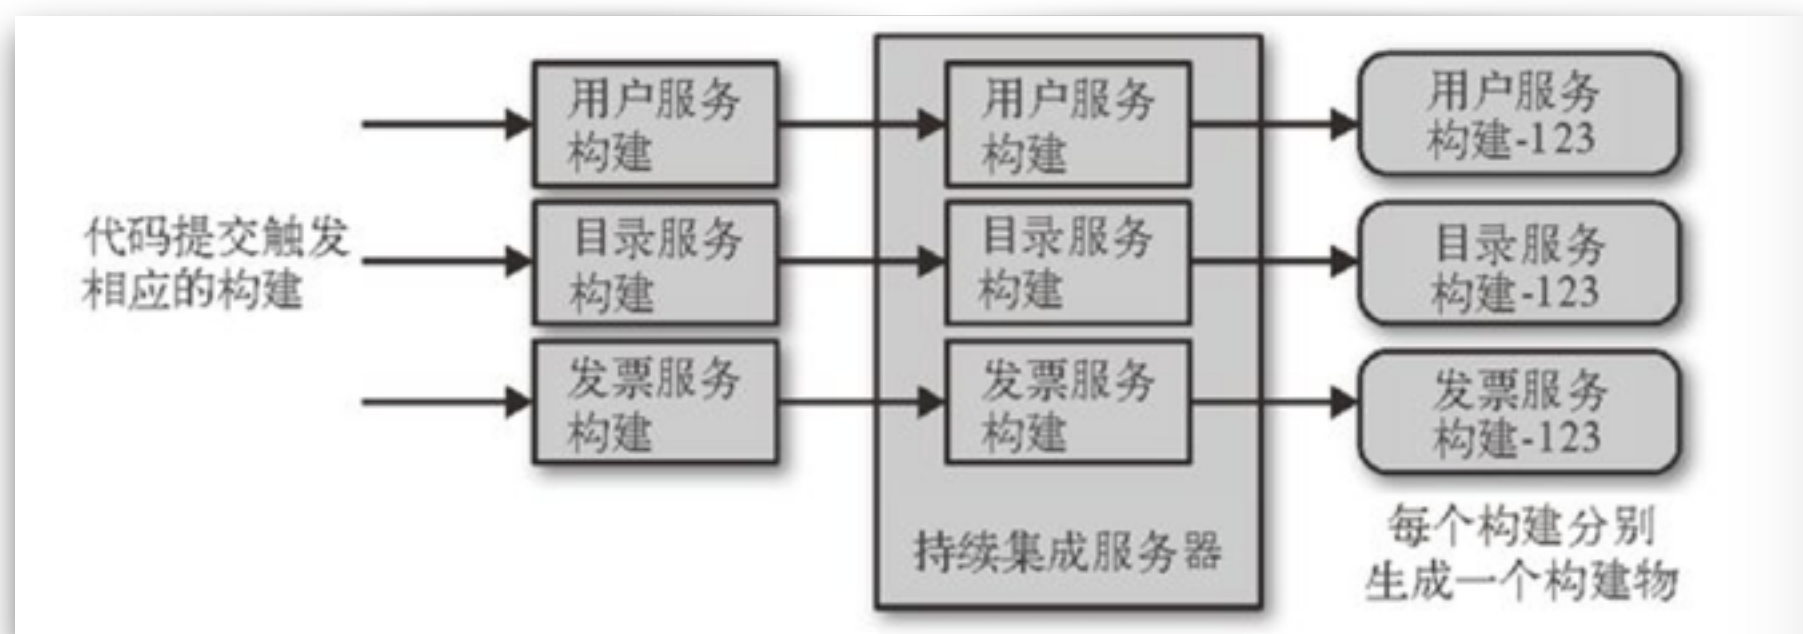 代码提交触发
相应的构建
用户服务
构建
目录服务
构建
发票服务
构建
用户服务
构建
目录服务
构建
发票服务
构建
持续集成服务器
用户服务
构建-123
目录服务
构建-123
发票服务
构建-123
每个构建分别
生成一个构建物